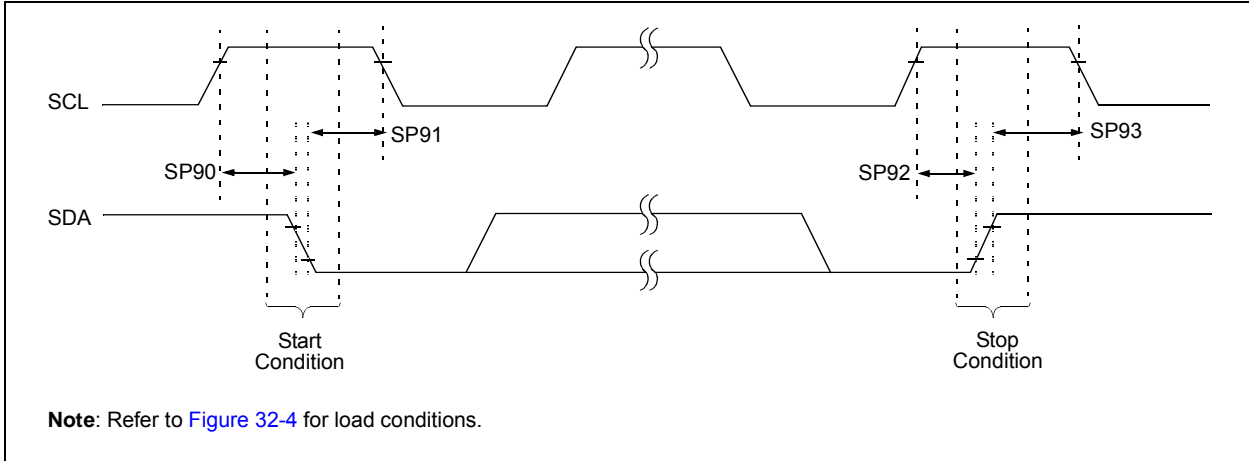 SCL
SP91
SP93
SP90
SP92
SDA
Start
Condition
Stop
Condition
Note: Refer to Figure 32-4 for load conditions.